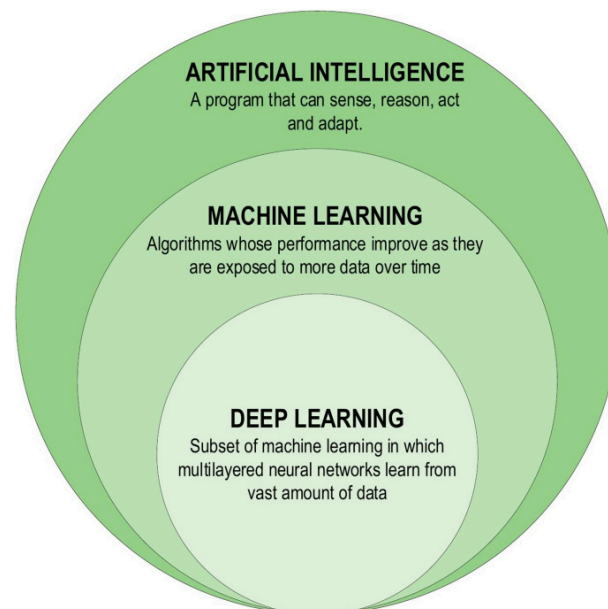 ARTIFICIAL INTELLIGENCE
A program that can sense, reason, act
and adapt.
MACHINE LEARNING
Algorithms whose performance improve as they
are exposed to more data over time
DEEP LEARNING
Subset of machine learning in which
multilayered neural networks learn from
vast amount of data